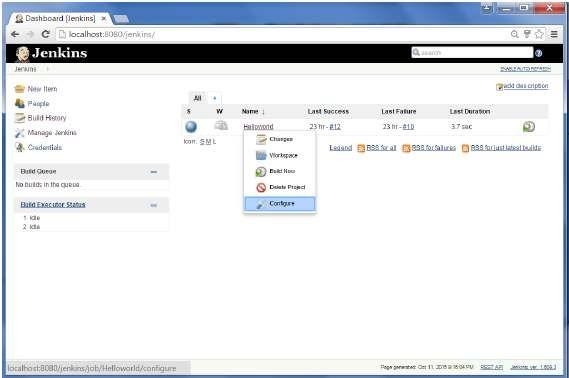 Dashboard [Jenkins]
localhost:8080/jenkins/
Jenkins
search
Jenkins
ENABLE AUTO REFRESH
New Item
People
Build History
Manage Jenkins
Credentials
add description
All +
S W Name ↓ Last Success Last Failure Last Duration
Helloworld 23 hr - #12 23 hr - #10 3.7 sec
Icon: S M L
Legend RSS for all RSS for failures RSS for just latest builds
Changes
Workspace
Build Now
Delete Project
Configure
Build Queue
No builds in the queue.
Build Executor Status
1 Idle
2 Idle
localhost:8080/jenkins/job/Helloworld/configure
Page generated: Oct 11, 2015 9:16:04 PM REST API Jenkins ver. 1.609.3